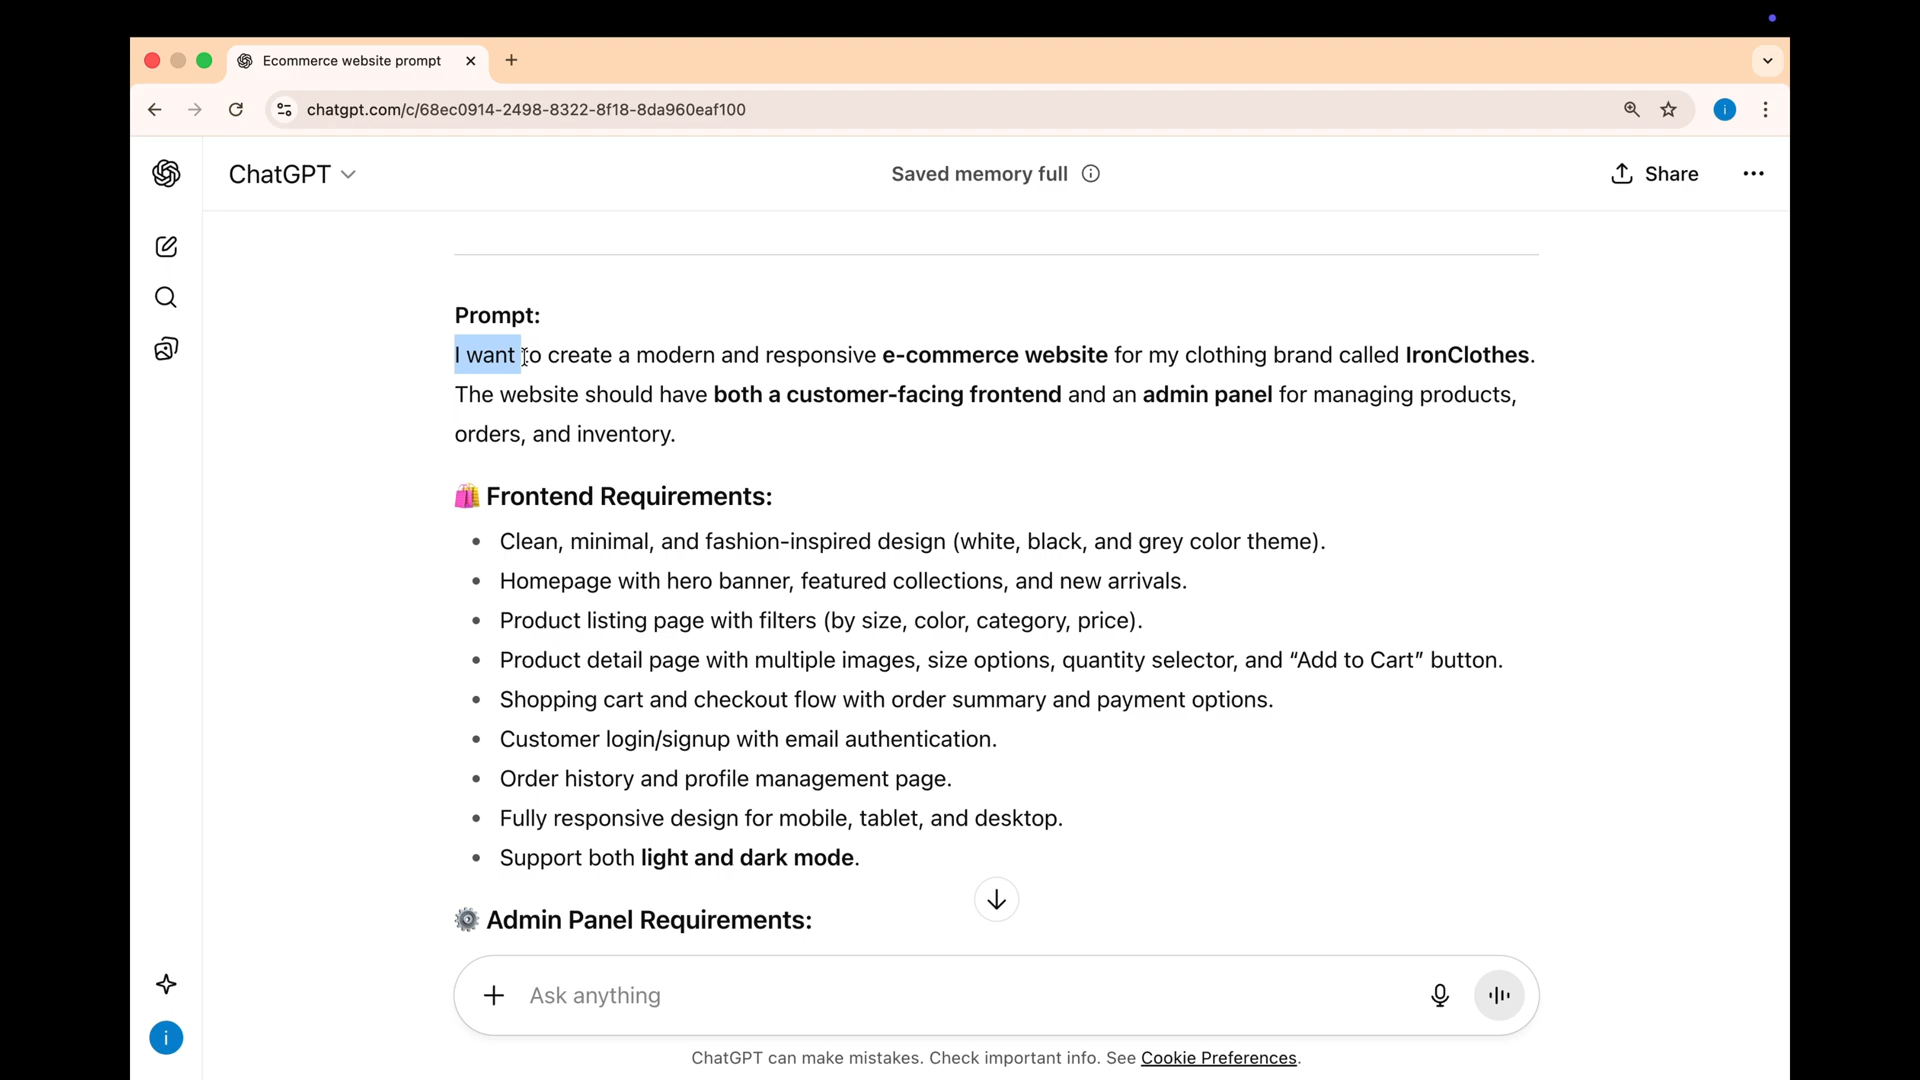 Ecommerce website prompt
chatgpt.com/c/68ec0914-2498-8322-8f18-8da960eaf100
i
ChatGPT
Saved memory full
Share
Prompt:
I want to create a modern and responsive e-commerce website for my clothing brand called IronClothes.
The website should have both a customer-facing frontend and an admin panel for managing products,
orders, and inventory.
🛍️ Frontend Requirements:
• Clean, minimal, and fashion-inspired design (white, black, and grey color theme).
• Homepage with hero banner, featured collections, and new arrivals.
• Product listing page with filters (by size, color, category, price).
• Product detail page with multiple images, size options, quantity selector, and “Add to Cart” button.
• Shopping cart and checkout flow with order summary and payment options.
• Customer login/signup with email authentication.
• Order history and profile management page.
• Fully responsive design for mobile, tablet, and desktop.
• Support both light and dark mode.
⚙️ Admin Panel Requirements:
Ask anything
i
ChatGPT can make mistakes. Check important info. See Cookie Preferences.